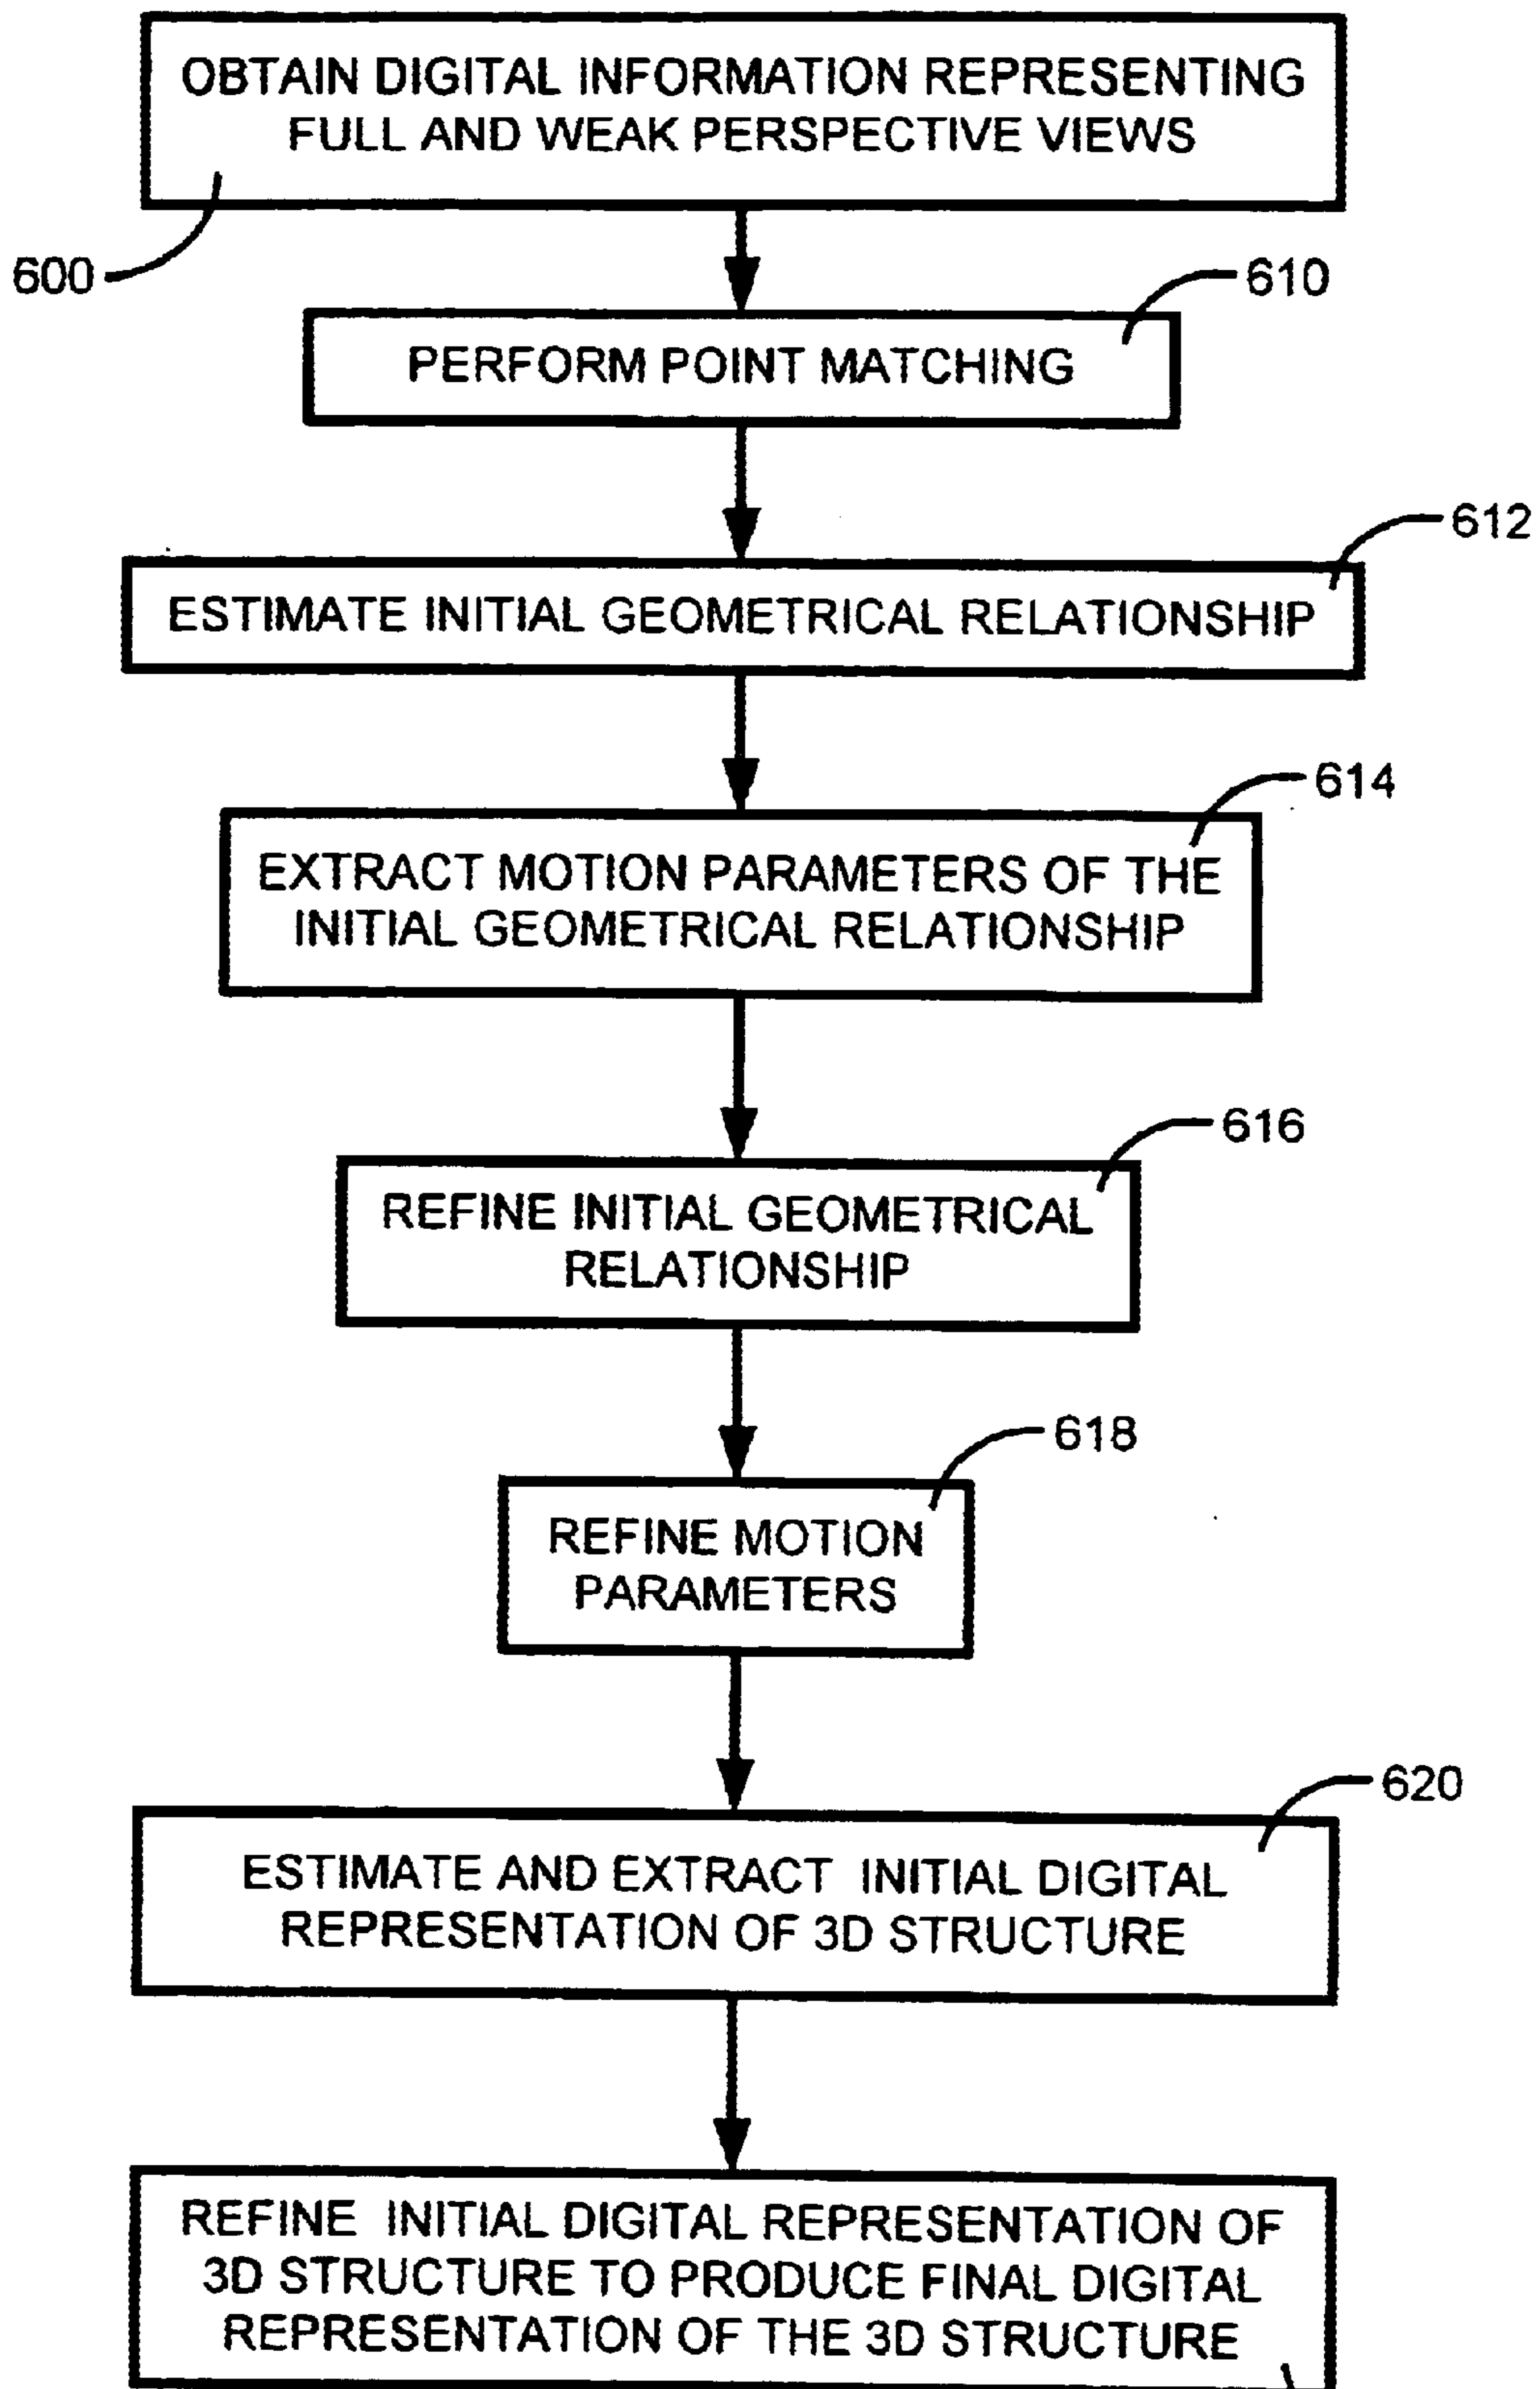 OBTAIN DIGITAL INFORMATION REPRESENTING
FULL AND WEAK PERSPECTIVE VIEWS
600
610
PERFORM POINT MATCHING
612
ESTIMATE INITIAL GEOMETRICAL RELATIONSHIP
614
EXTRACT MOTION PARAMETERS OF THE
INITIAL GEOMETRICAL RELATIONSHIP
616
REFINE INITIAL GEOMETRICAL
RELATIONSHIP
618
REFINE MOTION
PARAMETERS
620
ESTIMATE AND EXTRACT INITIAL DIGITAL
REPRESENTATION OF 3D STRUCTURE
REFINE INITIAL DIGITAL REPRESENTATION OF
3D STRUCTURE TO PRODUCE FINAL DIGITAL
REPRESENTATION OF THE 3D STRUCTURE